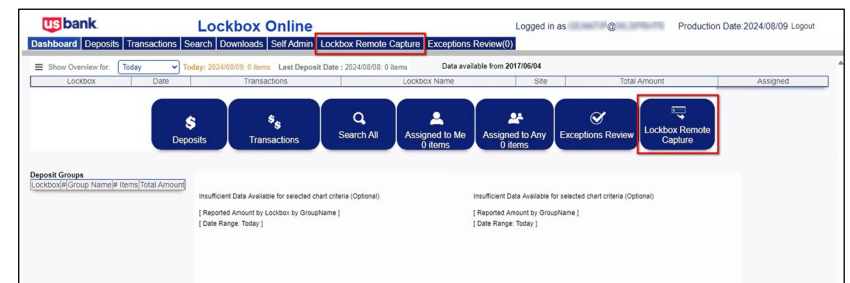 usbank Lockbox Online Logged in as @ Production Date:2024/08/09 Logout
Dashboard Deposits Transactions Search Downloads Self Admin Lockbox Remote Capture Exceptions Review(0)
Show Overview for: Today Today: 2024/08/09: 0 items Last Deposit Date : 2024/08/08: 0 items Data available from 2017/06/04
Lockbox Date Transactions Lockbox Name Site Total Amount Assigned
Deposits
Transactions
Search All
Assigned to Me
0 items
Assigned to Any
0 items
Exceptions Review
Lockbox Remote
Capture
Deposit Groups
Lockbox # Group Name # Items Total Amount
Insufficient Data Available for selected chart criteria (Optional)
[ Reported Amount by Lockbox by GroupName ]
[ Date Range: Today ]
Insufficient Data Available for selected chart criteria (Optional)
[ Reported Amount by GroupName ]
[ Date Range: Today ]